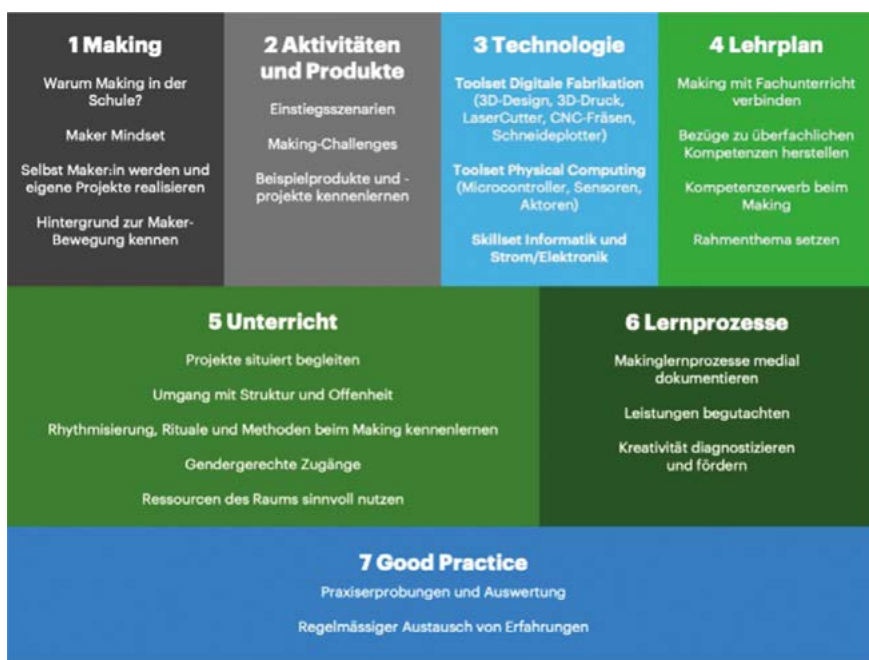 1 Making
Warum Making in der
Schule?
Maker Mindset
Selbst Maker:in werden und
eigene Projekte realisieren
Hintergrund zur Maker-
Bewegung kennen
2 Aktivitäten
und Produkte
Einstiegsszenarien
Making-Challenges
Beispielprodukte und -
projekte kennenlernen
3 Technologie
Toolset Digitale Fabrikation
(3D-Design, 3D-Druck,
LaserCutter, CNC-Fräsen,
Schneideplotter)
Toolset Physical Computing
(Microcontroller, Sensoren,
Aktoren)
Skillset Informatik und
Strom/Elektronik
4 Lehrplan
Making mit Fachunterricht
verbinden
Bezüge zu überfachlichen
Kompetenzen herstellen
Kompetenzerwerb beim
Making
Rahmenthema setzen
5 Unterricht
Projekte situiert begleiten
Umgang mit Struktur und Offenheit
Rhythmisierung, Rituale und Methoden beim Making kennenlernen
Gendergerechte Zugänge
Ressourcen des Raums sinnvoll nutzen
6 Lernprozesse
Makinglernprozesse medial
dokumentieren
Leistungen begutachten
Kreativität diagnostizieren
und fördern
7 Good Practice
Praxiserprobungen und Auswertung
Regelmässiger Austausch von Erfahrungen